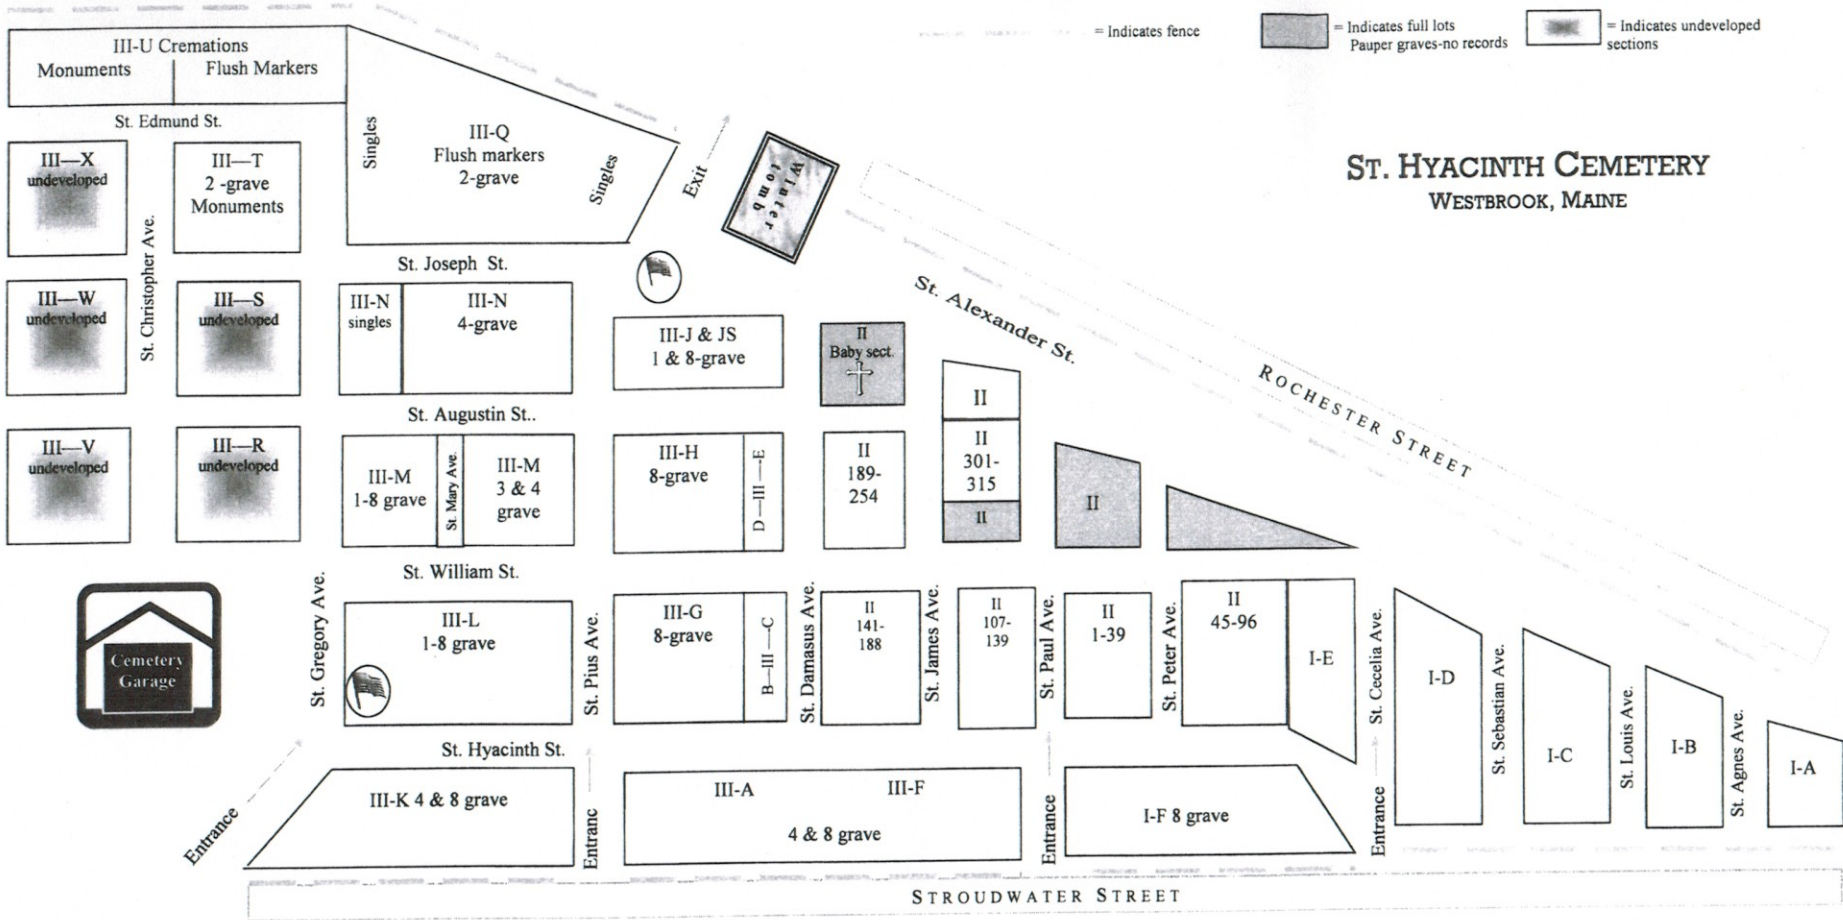 = Indicates fence
= Indicates full lots
Pauper graves-no records
= Indicates undeveloped
sections
ST. HYACINTH CEMETERY
WESTBROOK, MAINE
III-U Cremations
Monuments
Flush Markers
St. Edmund St.
III—X
undeveloped
III—T
2 -grave
Monuments
Singles
III-Q
Flush markers
2-grave
Singles
Exit
Winter
tomb
St. Christopher Ave.
St. Joseph St.
III—W
undeveloped
III—S
undeveloped
III-N
singles
III-N
4-grave
III-J & JS
1 & 8-grave
II
Baby sect.
St. Alexander St.
ROCHESTER STREET
II
St. Augustin St..
III—V
undeveloped
III—R
undeveloped
III-M
1-8 grave
St. Mary Ave.
III-M
3 & 4
grave
III-H
8-grave
D—III—E
II
189-
254
II
301-
315
II
II
St. William St.
Cemetery
Garage
St. Gregory Ave.
III-L
1-8 grave
St. Pius Ave.
III-G
8-grave
B—III—C
St. Damasus Ave.
II
141-
188
St. James Ave.
II
107-
139
St. Paul Ave.
II
1-39
St. Peter Ave.
II
45-96
I-E
St. Cecelia Ave.
I-D
St. Sebastian Ave.
I-C
St. Louis Ave.
I-B
St. Agnes Ave.
I-A
St. Hyacinth St.
Entrance
III-K 4 & 8 grave
Entranc
III-A
III-F
4 & 8 grave
Entrance
I-F 8 grave
Entrance
STROUDWATER STREET